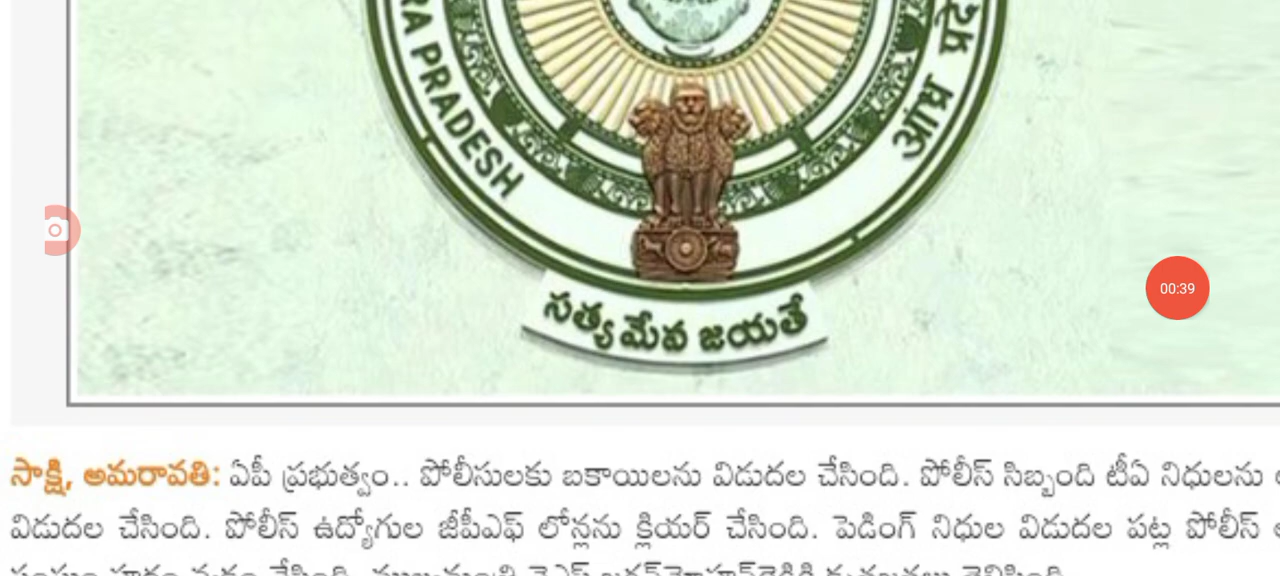 RA PRADESH
आंध्र प्रदे
సత్యమేవ జయతే
00:39
సాక్షి, అమరావతి: ఏపీ ప్రభుత్వం.. పోలీసులకు బకాయిలను విడుదల చేసింది. పోలీస్ సిబ్బంది టీఏ నిధులను
విడుదల చేసింది. పోలీస్ ఉద్యోగుల జీపీఎఫ్ లోన్లను క్లియర్ చేసింది. పెడింగ్ నిధుల విడుదల పట్ల పోలీస్